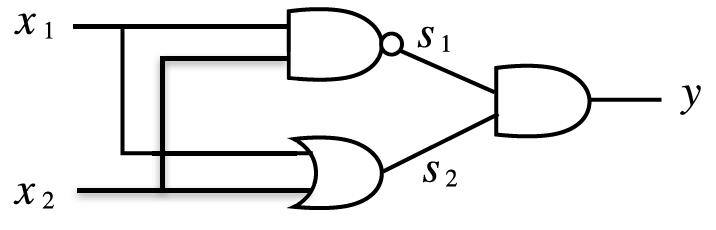 x₁
s₁
y
s₂
x₂